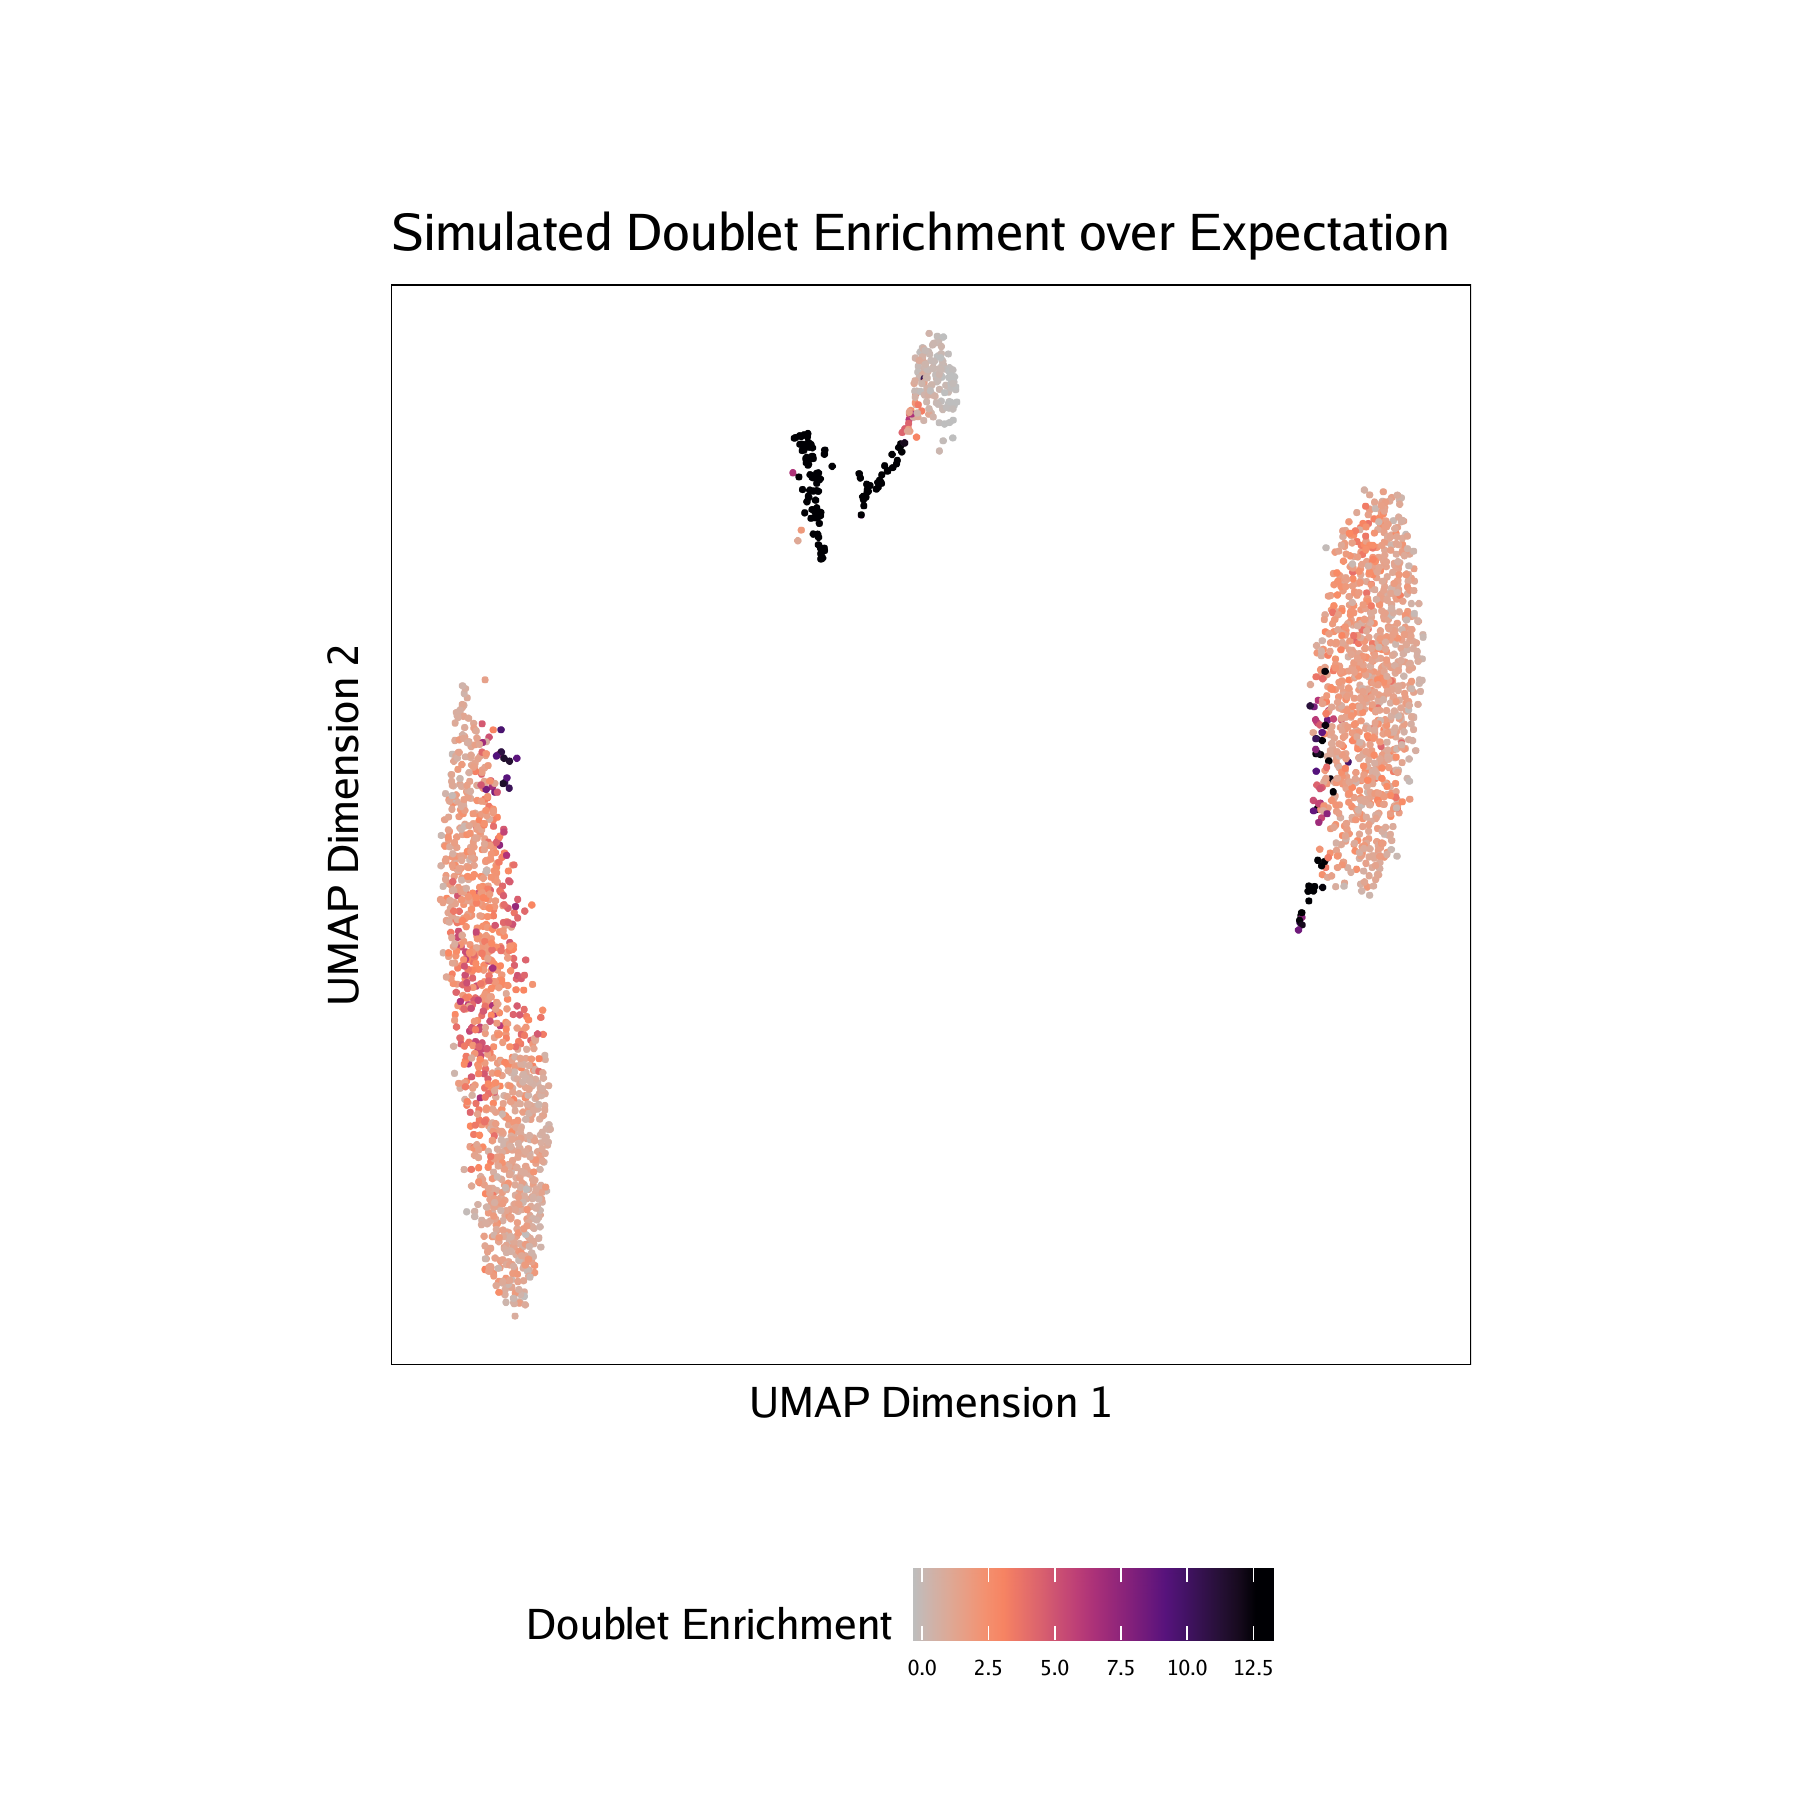 Simulated Doublet Enrichment over Expectation
UMAP Dimension 2
UMAP Dimension 1
Doublet Enrichment
0.0 2.5 5.0 7.5 10.0 12.5